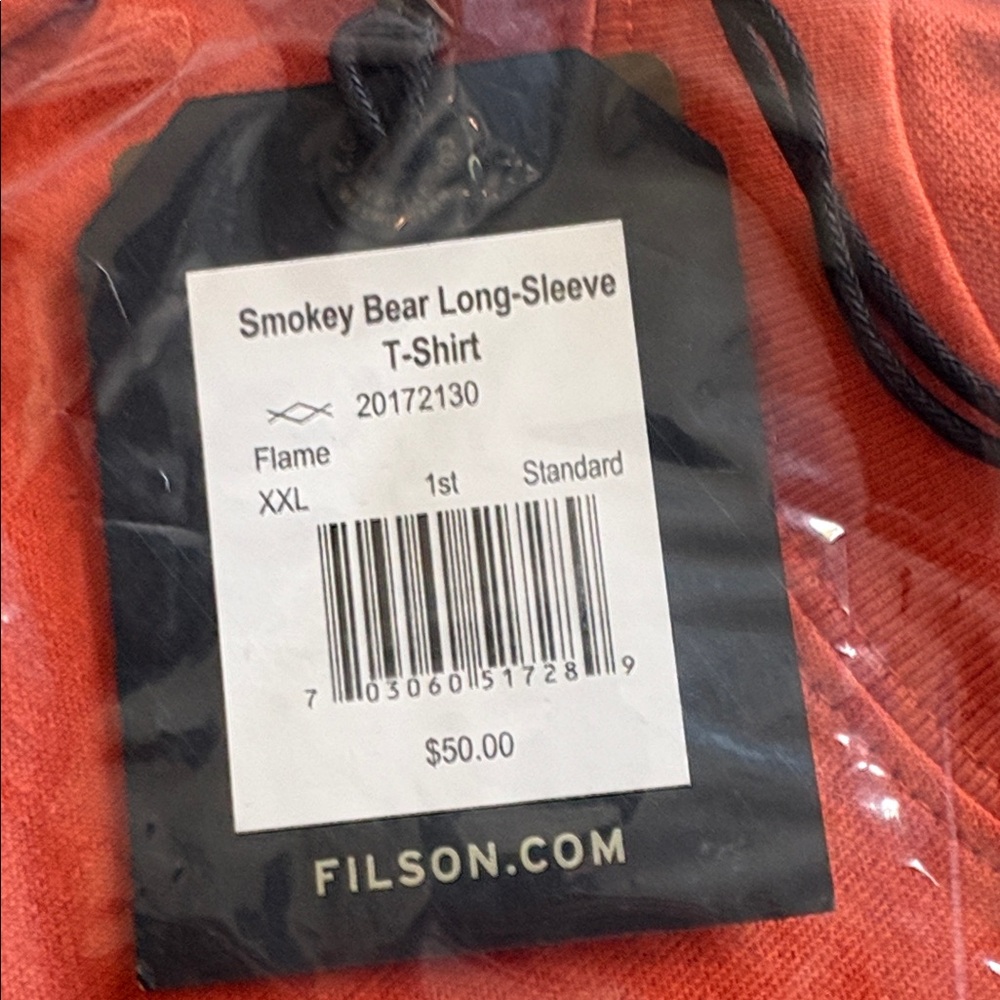 Smokey Bear Long-Sleeve
T-Shirt
20172130
Flame
XXL 1st Standard
7 03060 51728 9
$50.00
FILSON.COM